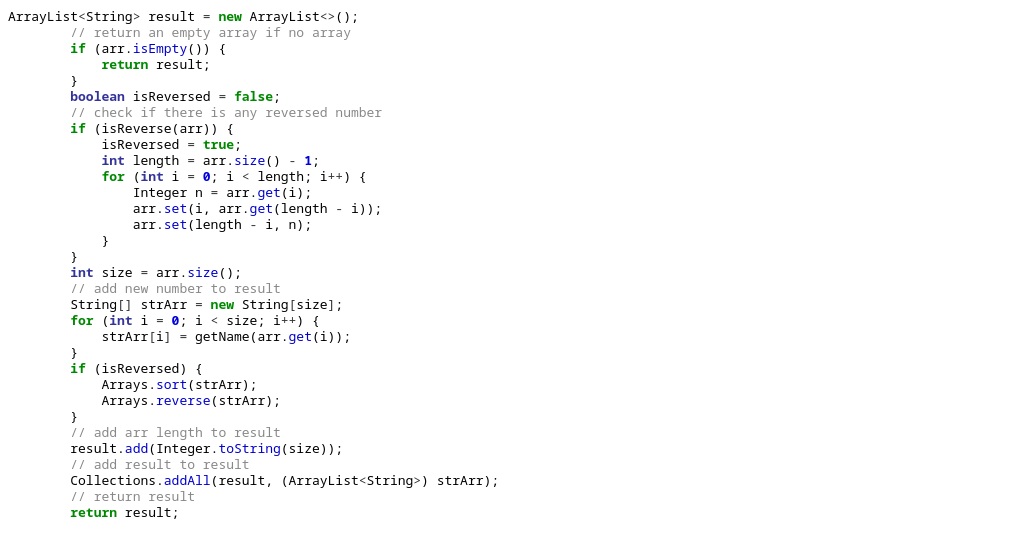 ArrayList<String> result = new ArrayList<>();
        // return an empty array if no array
        if (arr.isEmpty()) {
            return result;
        }
        boolean isReversed = false;
        // check if there is any reversed number
        if (isReverse(arr)) {
            isReversed = true;
            int length = arr.size() - 1;
            for (int i = 0; i < length; i++) {
                Integer n = arr.get(i);
                arr.set(i, arr.get(length - i));
                arr.set(length - i, n);
            }
        }
        int size = arr.size();
        // add new number to result
        String[] strArr = new String[size];
        for (int i = 0; i < size; i++) {
            strArr[i] = getName(arr.get(i));
        }
        if (isReversed) {
            Arrays.sort(strArr);
            Arrays.reverse(strArr);
        }
        // add arr length to result
        result.add(Integer.toString(size));
        // add result to result
        Collections.addAll(result, (ArrayList<String>) strArr);
        // return result
        return result;